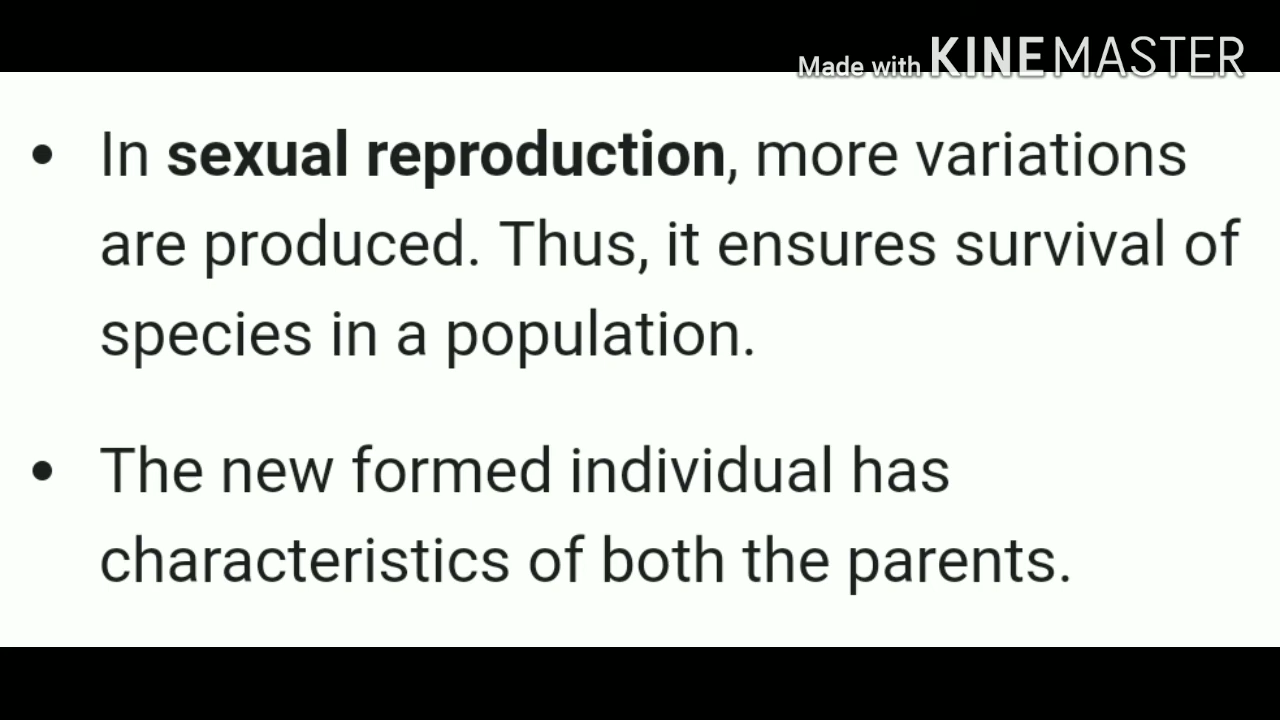 Made with KINEMASTER
• In sexual reproduction, more variations
are produced. Thus, it ensures survival of
species in a population.
• The new formed individual has
characteristics of both the parents.